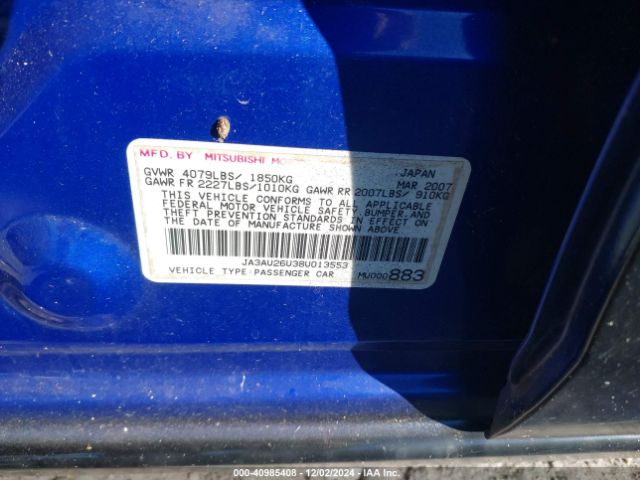 MFD. BY MITSUBISHI JAPAN
GVWR 4079LBS/ 1850KG MAR 2007
GAWR FR 2227LBS/1010KG GAWR RR 2007LBS/ 910KG
THIS VEHICLE CONFORMS TO ALL APPLICABLE
FEDERAL MOTOR VEHICLE SAFETY, BUMPER, AND
THEFT PREVENTION STANDARDS IN EFFECT ON
THE DATE OF MANUFACTURE SHOWN ABOVE
JA3AU26U38U013553
VEHICLE TYPE:PASSENGER CAR MU000883
000-40985408 - 12/02/2024 - IAA Inc.